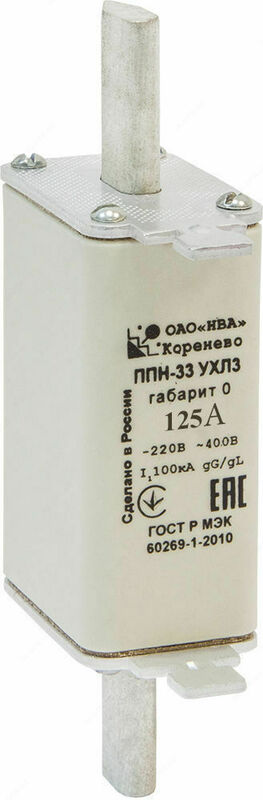 ОАО «НВА»
Коренево
ППН-33 УХЛ3
габарит 0
125А
-220В ~400В
I₁100кА gG/gL
Сделано в России
EAC
ГОСТ Р МЭК
60269-1-2010